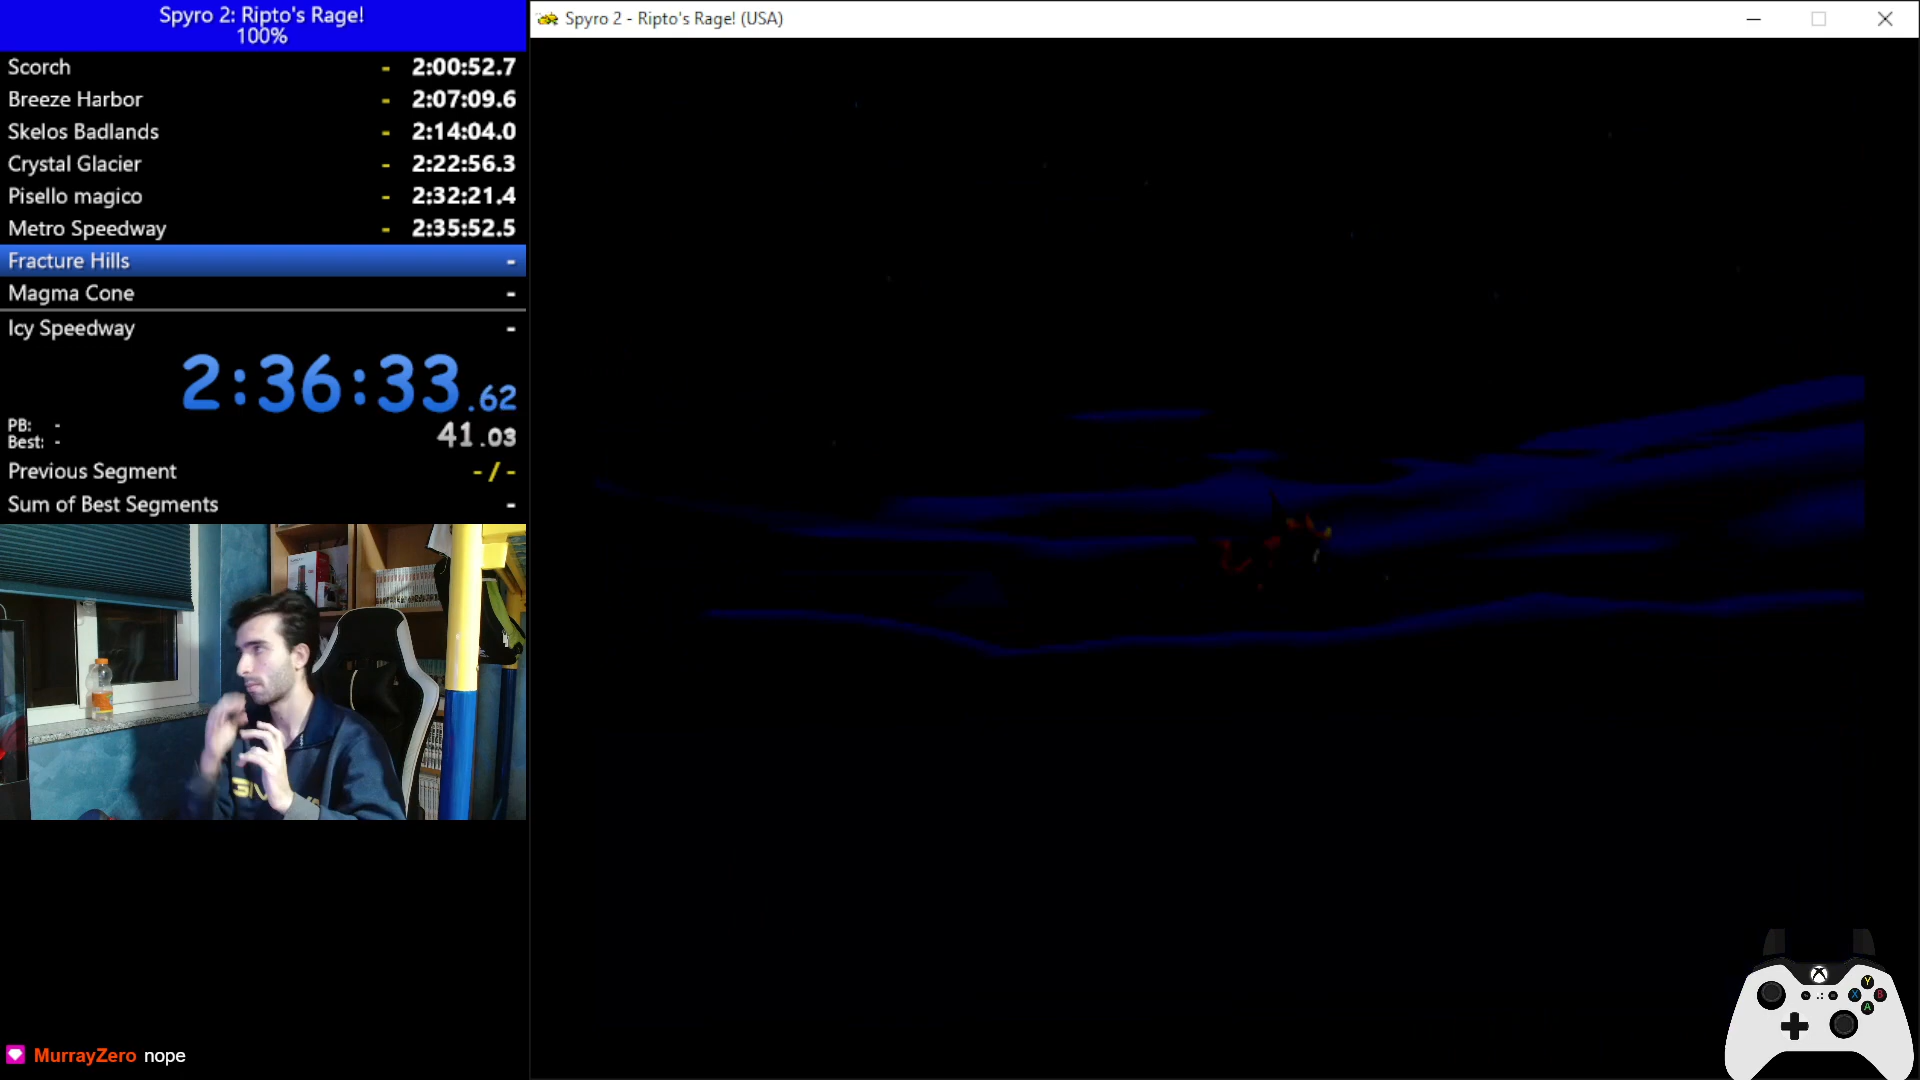 Spyro 2: Ripto's Rage!
100%
Scorch - 2:00:52.7
Breeze Harbor - 2:07:09.6
Skelos Badlands - 2:14:04.0
Crystal Glacier - 2:22:56.3
Pisello magico - 2:32:21.4
Metro Speedway - 2:35:52.5
Fracture Hills -
Magma Cone -
Icy Speedway -
2:36:33.62
PB: -
Best: -
41.03
Previous Segment - / -
Sum of Best Segments -
MurrayZero nope
Spyro 2 - Ripto's Rage! (USA)
Y
X
B
A